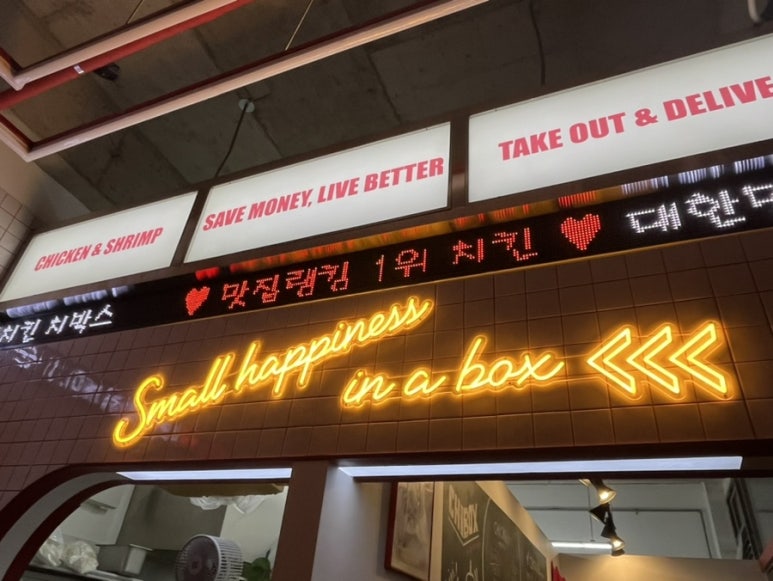 CHICKEN & SHRIMP
SAVE MONEY, LIVE BETTER
TAKE OUT & DELIVE
치킨 치박스 ♥ 맛집랭킹 1위 치킨 ♥ 대한
Small happiness
in a box <<<
CHIBOX